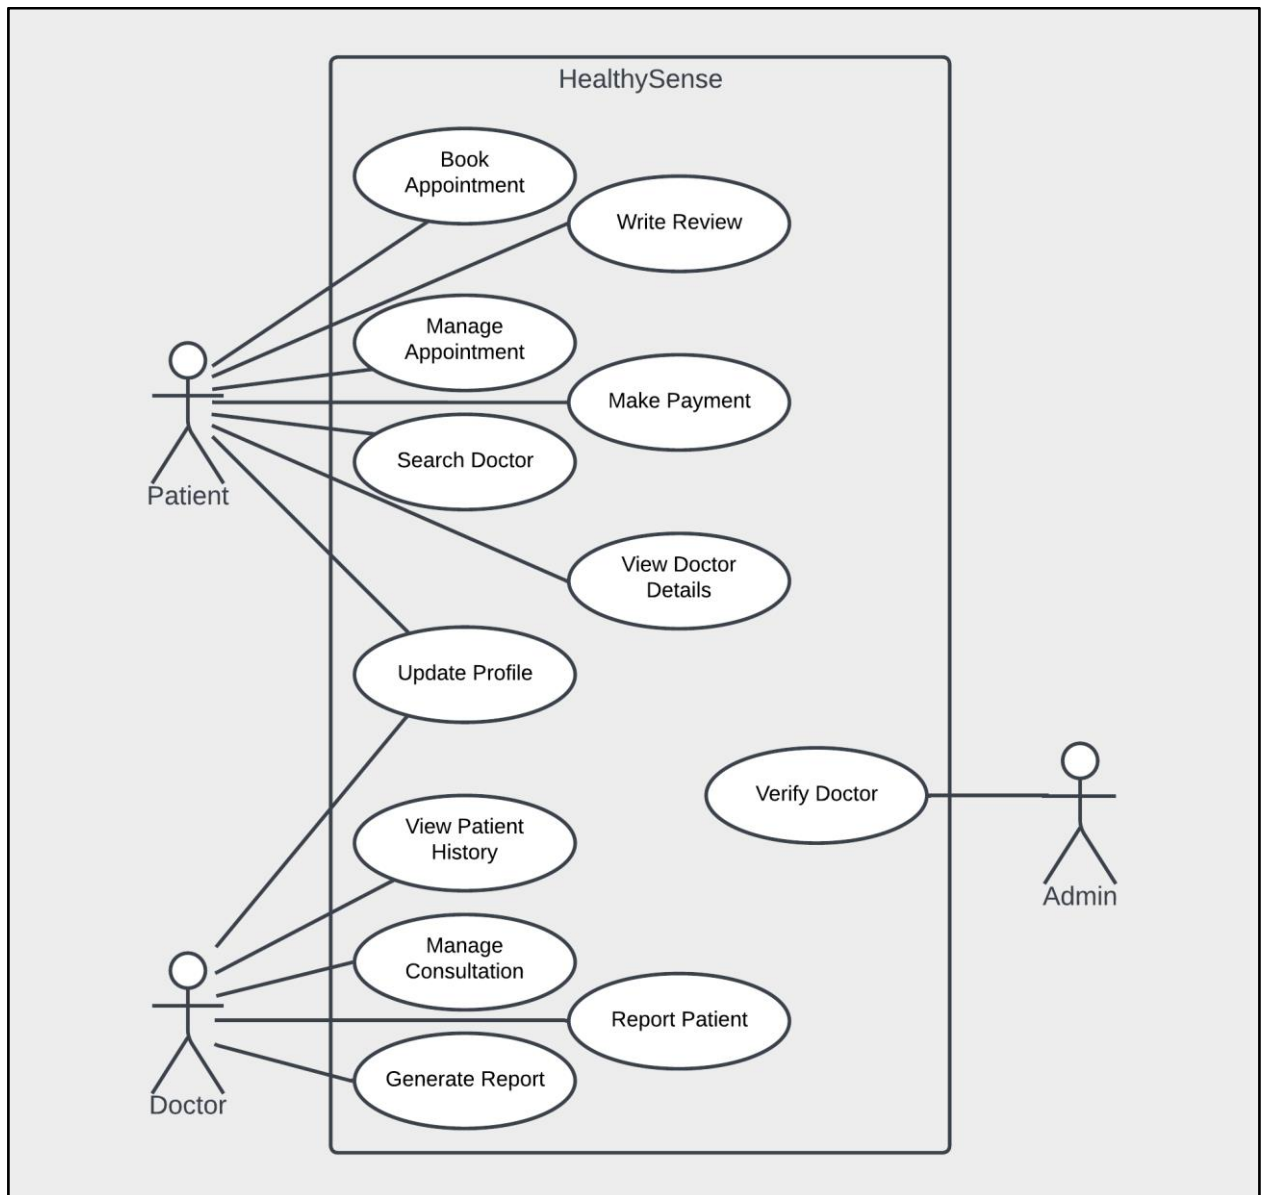 HealthySense
Book
Appointment
Write Review
Manage
Appointment
Make Payment
Search Doctor
Patient
View Doctor
Details
Update Profile
Verify Doctor
View Patient
History
Admin
Manage
Consultation
Report Patient
Generate Report
Doctor